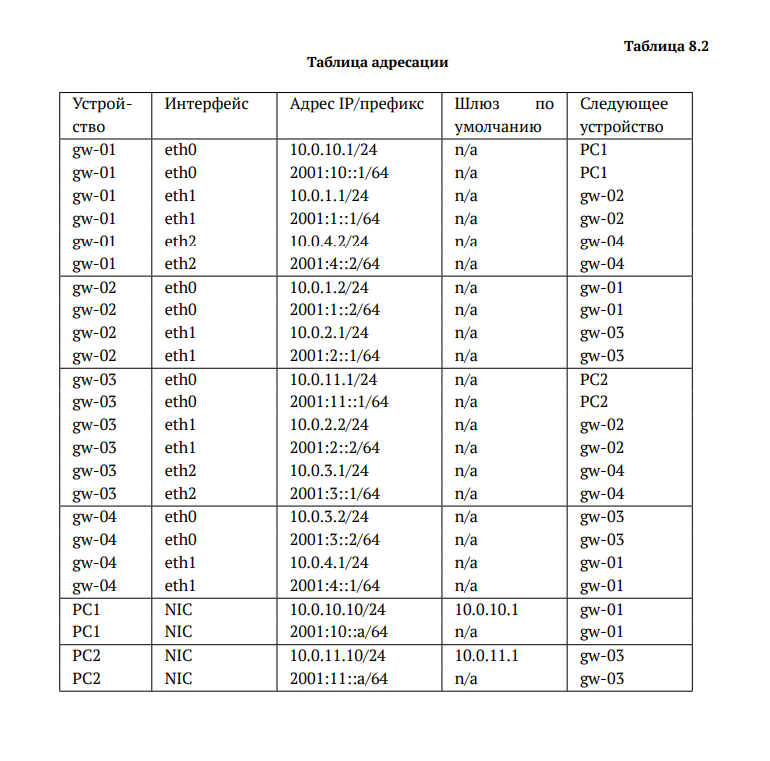 Таблица 8.2
Таблица адресации
Устрой- Интерфейс Адрес IP/префикс Шлюз по Следующее
ство умолчанию устройство
gw-01 eth0 10.0.10.1/24 n/a PC1
gw-01 eth0 2001:10::1/64 n/a PC1
gw-01 eth1 10.0.1.1/24 n/a gw-02
gw-01 eth1 2001:1::1/64 n/a gw-02
gw-01 eth2 10.0.4.2/24 n/a gw-04
gw-01 eth2 2001:4::2/64 n/a gw-04
gw-02 eth0 10.0.1.2/24 n/a gw-01
gw-02 eth0 2001:1::2/64 n/a gw-01
gw-02 eth1 10.0.2.1/24 n/a gw-03
gw-02 eth1 2001:2::1/64 n/a gw-03
gw-03 eth0 10.0.11.1/24 n/a PC2
gw-03 eth0 2001:11::1/64 n/a PC2
gw-03 eth1 10.0.2.2/24 n/a gw-02
gw-03 eth1 2001:2::2/64 n/a gw-02
gw-03 eth2 10.0.3.1/24 n/a gw-04
gw-03 eth2 2001:3::1/64 n/a gw-04
gw-04 eth0 10.0.3.2/24 n/a gw-03
gw-04 eth0 2001:3::2/64 n/a gw-03
gw-04 eth1 10.0.4.1/24 n/a gw-01
gw-04 eth1 2001:4::1/64 n/a gw-01
PC1 NIC 10.0.10.10/24 10.0.10.1 gw-01
PC1 NIC 2001:10::a/64 n/a gw-01
PC2 NIC 10.0.11.10/24 10.0.11.1 gw-03
PC2 NIC 2001:11::a/64 n/a gw-03